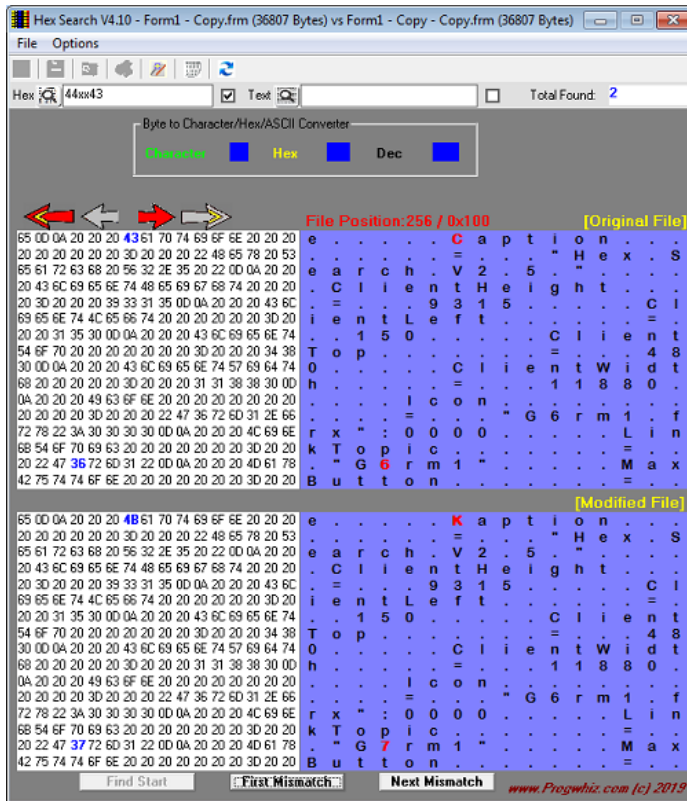 Hex Search V4.10 - Form1 - Copy.frm (36807 Bytes) vs Form1 - Copy - Copy.frm (36807 Bytes)
File Options
Hex 44xx43 Text Total Found: 2
Byte to Character/Hex/ASCII Converter
Character Hex Dec
File Position:256 / 0x100 [Original File]
65 0D 0A 20 20 20 43 61 70 74 69 6F 6E 20 20 20 e . . . . . C a p t i o n . . .
20 20 20 20 20 20 3D 20 20 20 22 48 65 78 20 53 . . . . . . = . . . " H e x . S
65 61 72 63 68 20 56 32 2E 35 20 22 0D 0A 20 20 e a r c h . V 2 . 5 . " . . . .
20 43 6C 69 65 6E 74 48 65 69 67 68 74 20 20 20 . C l i e n t H e i g h t . . .
20 3D 20 20 20 39 33 31 35 0D 0A 20 20 20 43 6C . = . . . 9 3 1 5 . . . . . C l
69 65 6E 74 4C 65 66 74 20 20 20 20 20 20 3D 20 i e n t L e f t . . . . . . = .
20 20 31 35 30 0D 0A 20 20 20 43 6C 69 65 6E 74 . . 1 5 0 . . . . . C l i e n t
54 6F 70 20 20 20 20 20 20 20 3D 20 20 20 34 38 T o p . . . . . . . = . . . 4 8
30 0D 0A 20 20 20 43 6C 69 65 6E 74 57 69 64 74 0 . . . . . C l i e n t W i d t
68 20 20 20 20 20 3D 20 20 20 31 31 38 38 30 0D h . . . . . = . . . 1 1 8 8 0 .
0A 20 20 20 49 63 6F 6E 20 20 20 20 20 20 20 20 . . . . I c o n . . . . . . . .
20 20 20 20 3D 20 20 20 22 47 36 72 6D 31 2E 66 . . . . = . . . " G 6 r m 1 . f
72 78 22 3A 30 30 30 30 0D 0A 20 20 20 4C 69 6E r x " : 0 0 0 0 . . . . . L i n
6B 54 6F 70 69 63 20 20 20 20 20 20 20 3D 20 20 k T o p i c . . . . . . . = . .
20 22 47 36 72 6D 31 22 0D 0A 20 20 20 4D 61 78 . " G 6 r m 1 " . . . . . M a x
42 75 74 74 6F 6E 20 20 20 20 20 20 20 3D 20 20 B u t t o n . . . . . . . = . .
[Modified File]
65 0D 0A 20 20 20 4B 61 70 74 69 6F 6E 20 20 20 e . . . . . K a p t i o n . . .
20 20 20 20 20 20 3D 20 20 20 22 48 65 78 20 53 . . . . . . = . . . " H e x . S
65 61 72 63 68 20 56 32 2E 35 20 22 0D 0A 20 20 e a r c h . V 2 . 5 . " . . . .
20 43 6C 69 65 6E 74 48 65 69 67 68 74 20 20 20 . C l i e n t H e i g h t . . .
20 3D 20 20 20 39 33 31 35 0D 0A 20 20 20 43 6C . = . . . 9 3 1 5 . . . . . C l
69 65 6E 74 4C 65 66 74 20 20 20 20 20 20 3D 20 i e n t L e f t . . . . . . = .
20 20 31 35 30 0D 0A 20 20 20 43 6C 69 65 6E 74 . . 1 5 0 . . . . . C l i e n t
54 6F 70 20 20 20 20 20 20 20 3D 20 20 20 34 38 T o p . . . . . . . = . . . 4 8
30 0D 0A 20 20 20 43 6C 69 65 6E 74 57 69 64 74 0 . . . . . C l i e n t W i d t
68 20 20 20 20 20 3D 20 20 20 31 31 38 38 30 0D h . . . . . = . . . 1 1 8 8 0 .
0A 20 20 20 49 63 6F 6E 20 20 20 20 20 20 20 20 . . . . I c o n . . . . . . . .
20 20 20 20 3D 20 20 20 22 47 36 72 6D 31 2E 66 . . . . = . . . " G 6 r m 1 . f
72 78 22 3A 30 30 30 30 0D 0A 20 20 20 4C 69 6E r x " : 0 0 0 0 . . . . . L i n
6B 54 6F 70 69 63 20 20 20 20 20 20 20 3D 20 20 k T o p i c . . . . . . . = . .
20 22 47 37 72 6D 31 22 0D 0A 20 20 20 4D 61 78 . " G 7 r m 1 " . . . . . M a x
42 75 74 74 6F 6E 20 20 20 20 20 20 20 3D 20 20 B u t t o n . . . . . . . = . .
Find Start First Mismatch Next Mismatch www.Progwhiz.com (c) 2019